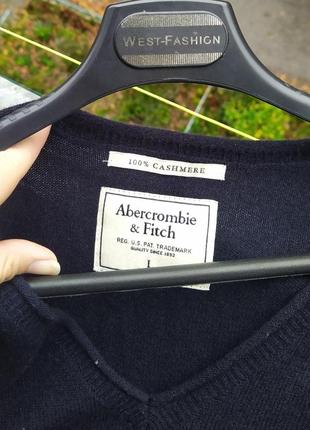 WEST-FASHION
100% CASHMERE
Abercrombie
& Fitch
REG. U.S. PAT. TRADEMARK
QUALITY SINCE 1892
L